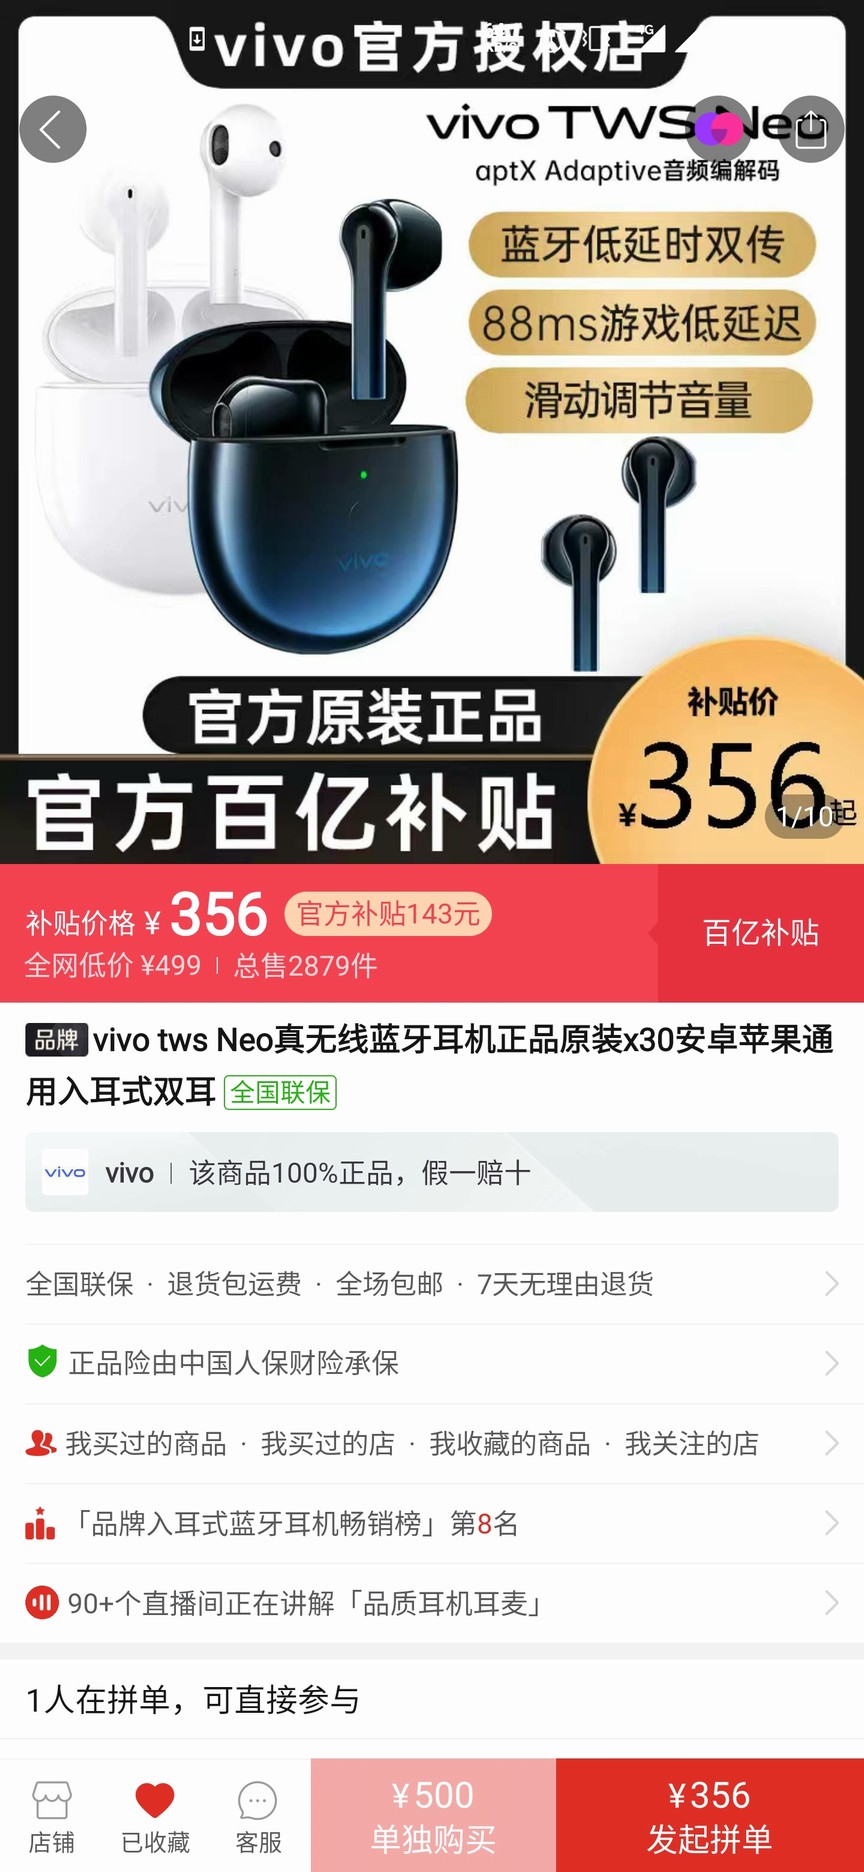 vivo官方授权店
vivo TWS Neo
aptX Adaptive音频编解码
蓝牙低延时双传
88ms游戏低延迟
滑动调节音量
vivo
官方原装正品
官方百亿补贴
补贴价
¥356起
1/10
补贴价格 ¥ 356 官方补贴143元
全网低价 ¥499 | 总售2879件
百亿补贴
品牌 vivo tws Neo真无线蓝牙耳机正品原装x30安卓苹果通
用入耳式双耳 全国联保
vivo vivo | 该商品100%正品，假一赔十
全国联保 · 退货包运费 · 全场包邮 · 7天无理由退货
正品险由中国人保财险承保
我买过的商品 · 我买过的店 · 我收藏的商品 · 我关注的店
「品牌入耳式蓝牙耳机畅销榜」第8名
90+个直播间正在讲解「品质耳机耳麦」
1人在拼单，可直接参与
店铺
已收藏
客服
¥500
单独购买
¥356
发起拼单